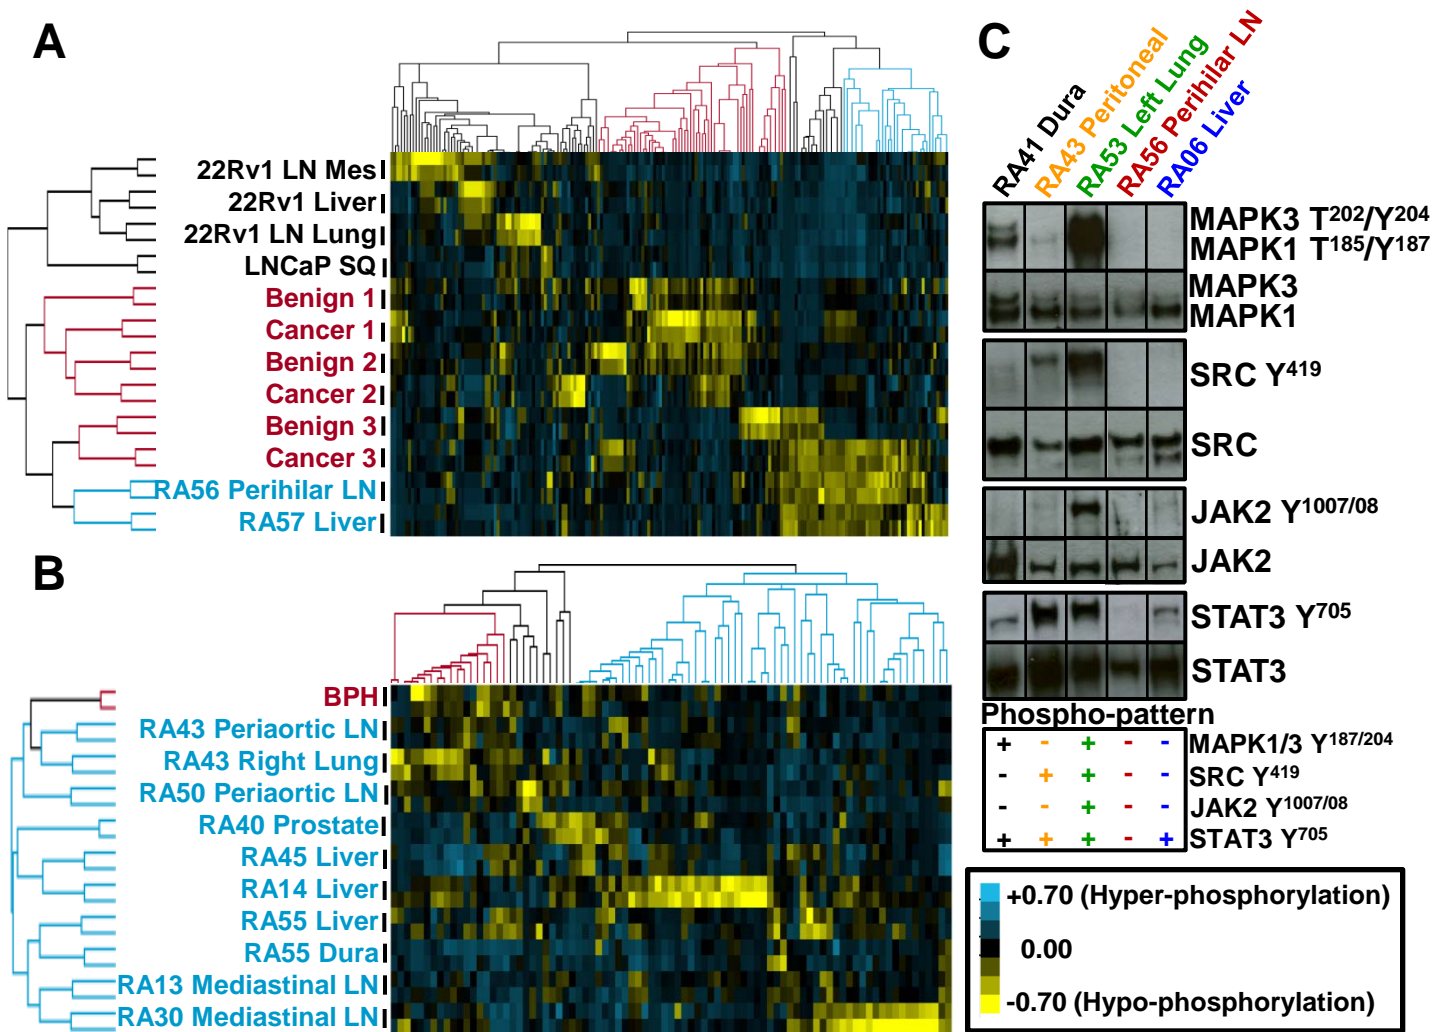 A
22Rv1 LN Mes
22Rv1 Liver
22Rv1 LN Lung
LNCaP SQ
Benign 1
Cancer 1
Benign 2
Cancer 2
Benign 3
Cancer 3
RA56 Perihilar LN
RA57 Liver
B
BPH
RA43 Periaortic LN
RA43 Right Lung
RA50 Periaortic LN
RA40 Prostate
RA45 Liver
RA14 Liver
RA55 Liver
RA55 Dura
RA13 Mediastinal LN
RA30 Mediastinal LN
C
RA41 Dura
RA43 Peritoneal
RA53 Left Lung
RA56 Perihilar LN
RA06 Liver
MAPK3 T202/Y204
MAPK1 T185/Y187
MAPK3
MAPK1
SRC Y419
SRC
JAK2 Y1007/08
JAK2
STAT3 Y705
STAT3
Phospho-pattern
+ - + - - MAPK1/3 Y187/204
- + + - - SRC Y419
- - + - - JAK2 Y1007/08
+ + + - + STAT3 Y705
+0.70 (Hyper-phosphorylation)
0.00
-0.70 (Hypo-phosphorylation)